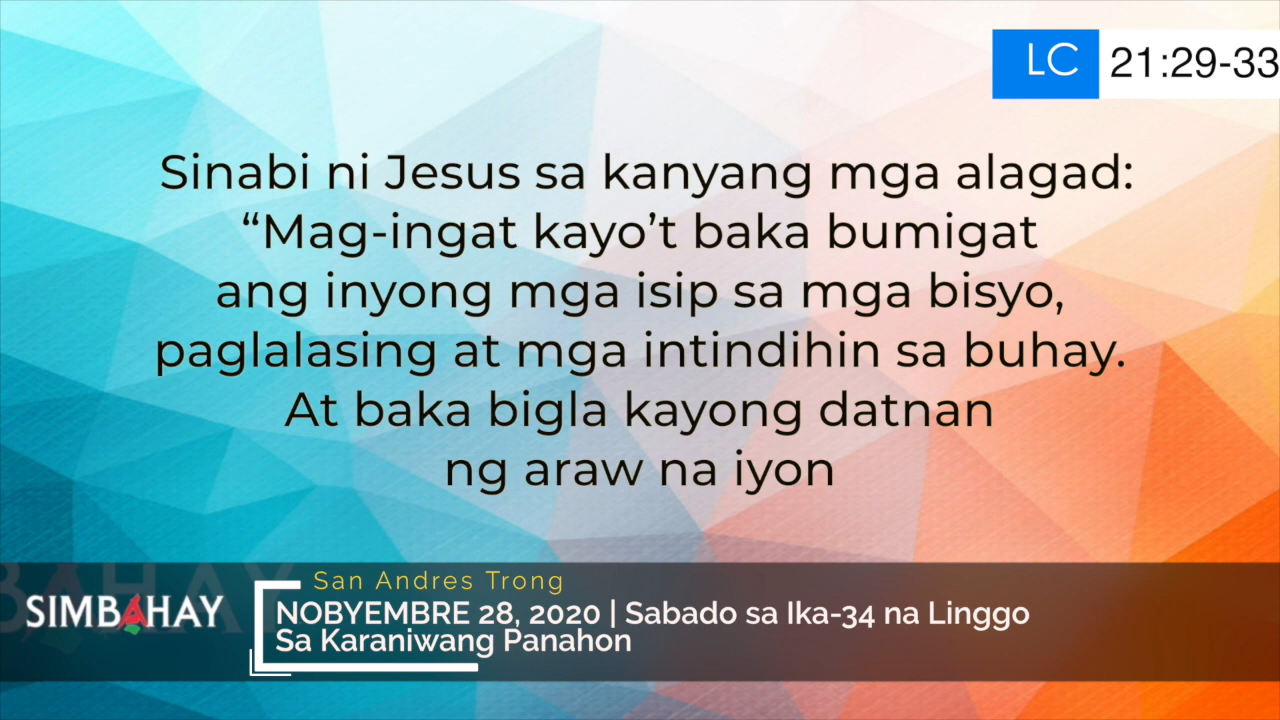 LC 21:29-33
Sinabi ni Jesus sa kanyang mga alagad:
“Mag-ingat kayo’t baka bumigat
ang inyong mga isip sa mga bisyo,
paglalasing at mga intindihin sa buhay.
At baka bigla kayong datnan
ng araw na iyon
San Andres Trong
SIMBAHAY
NOBYEMBRE 28, 2020 | Sabado sa Ika-34 na Linggo
Sa Karaniwang Panahon